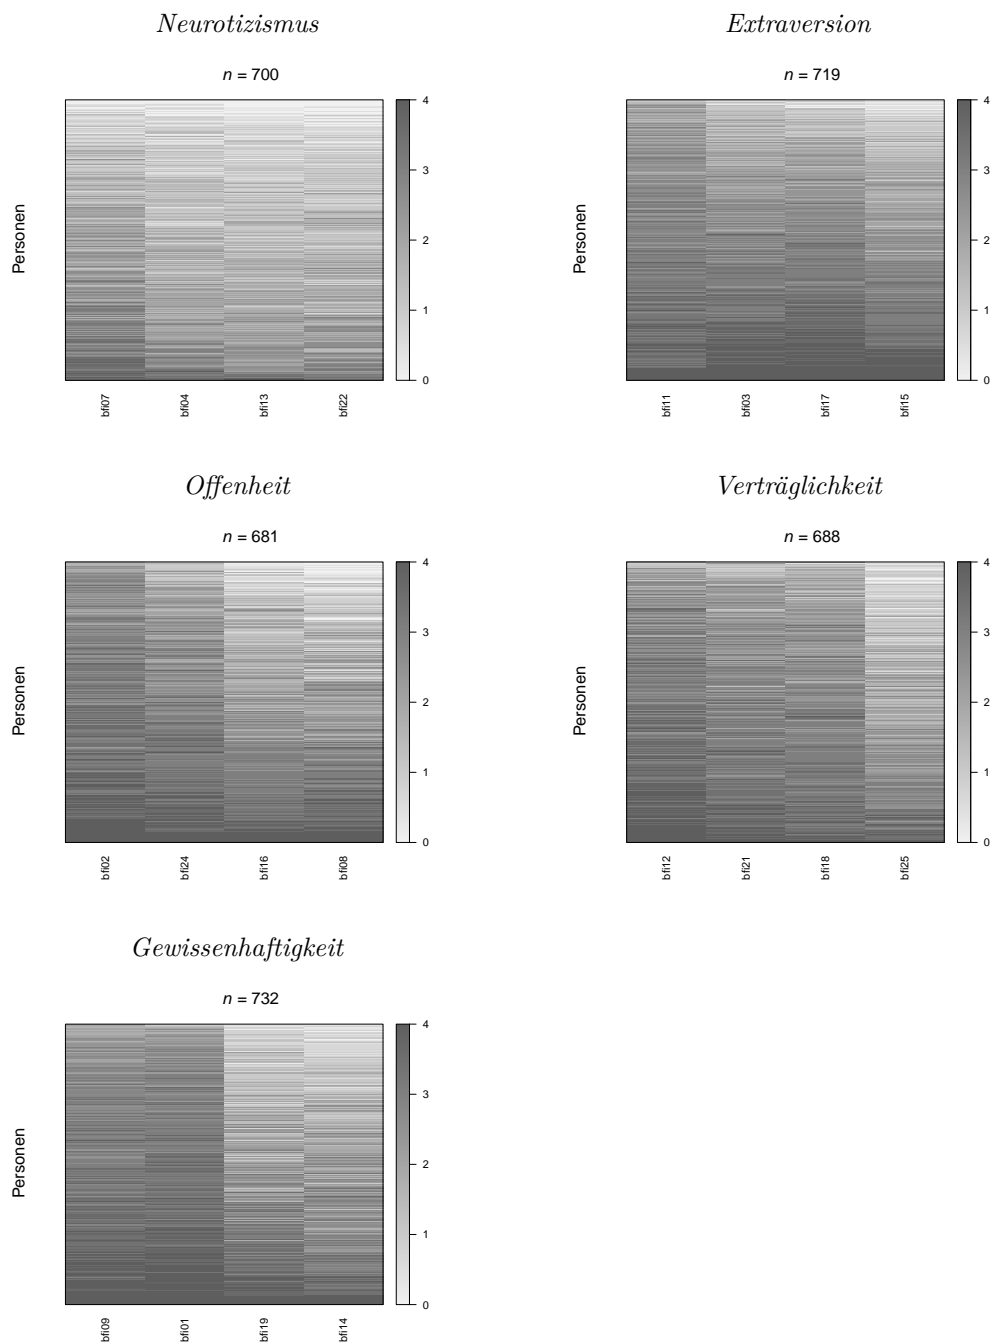 Neurotizismus
n = 700
Personen
4
3
2
1
0
bfi07 bfi04 bfi13 bfi22
Extraversion
n = 719
Personen
4
3
2
1
0
bfi11 bfi03 bfi17 bfi15
Offenheit
n = 681
Personen
4
3
2
1
0
bfi02 bfi24 bfi16 bfi08
Verträglichkeit
n = 688
Personen
4
3
2
1
0
bfi12 bfi21 bfi18 bfi25
Gewissenhaftigkeit
n = 732
Personen
4
3
2
1
0
bfi09 bfi01 bfi19 bfi14